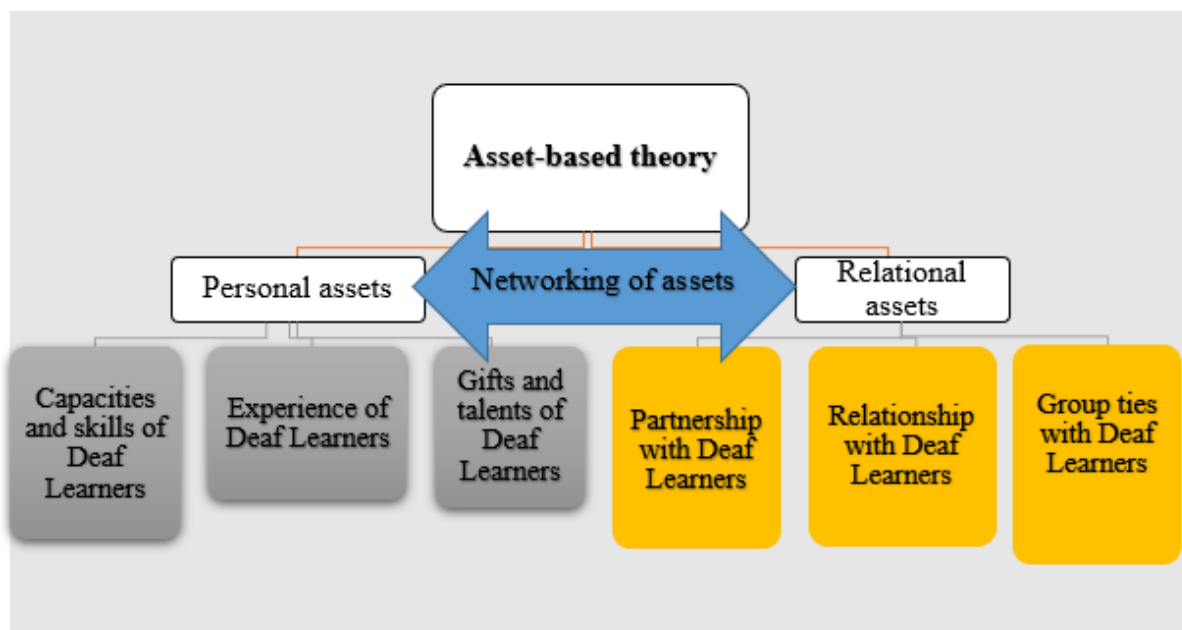 Asset-based theory
Networking of assets
Personal assets
Relational
assets
Capacities
and skills of
Deaf
Learners
Experience of
Deaf Learners
Gifts and
talents of
Deaf
Learners
Partnership
with Deaf
Learners
Relationship
with Deaf
Learners
Group ties
with Deaf
Learners